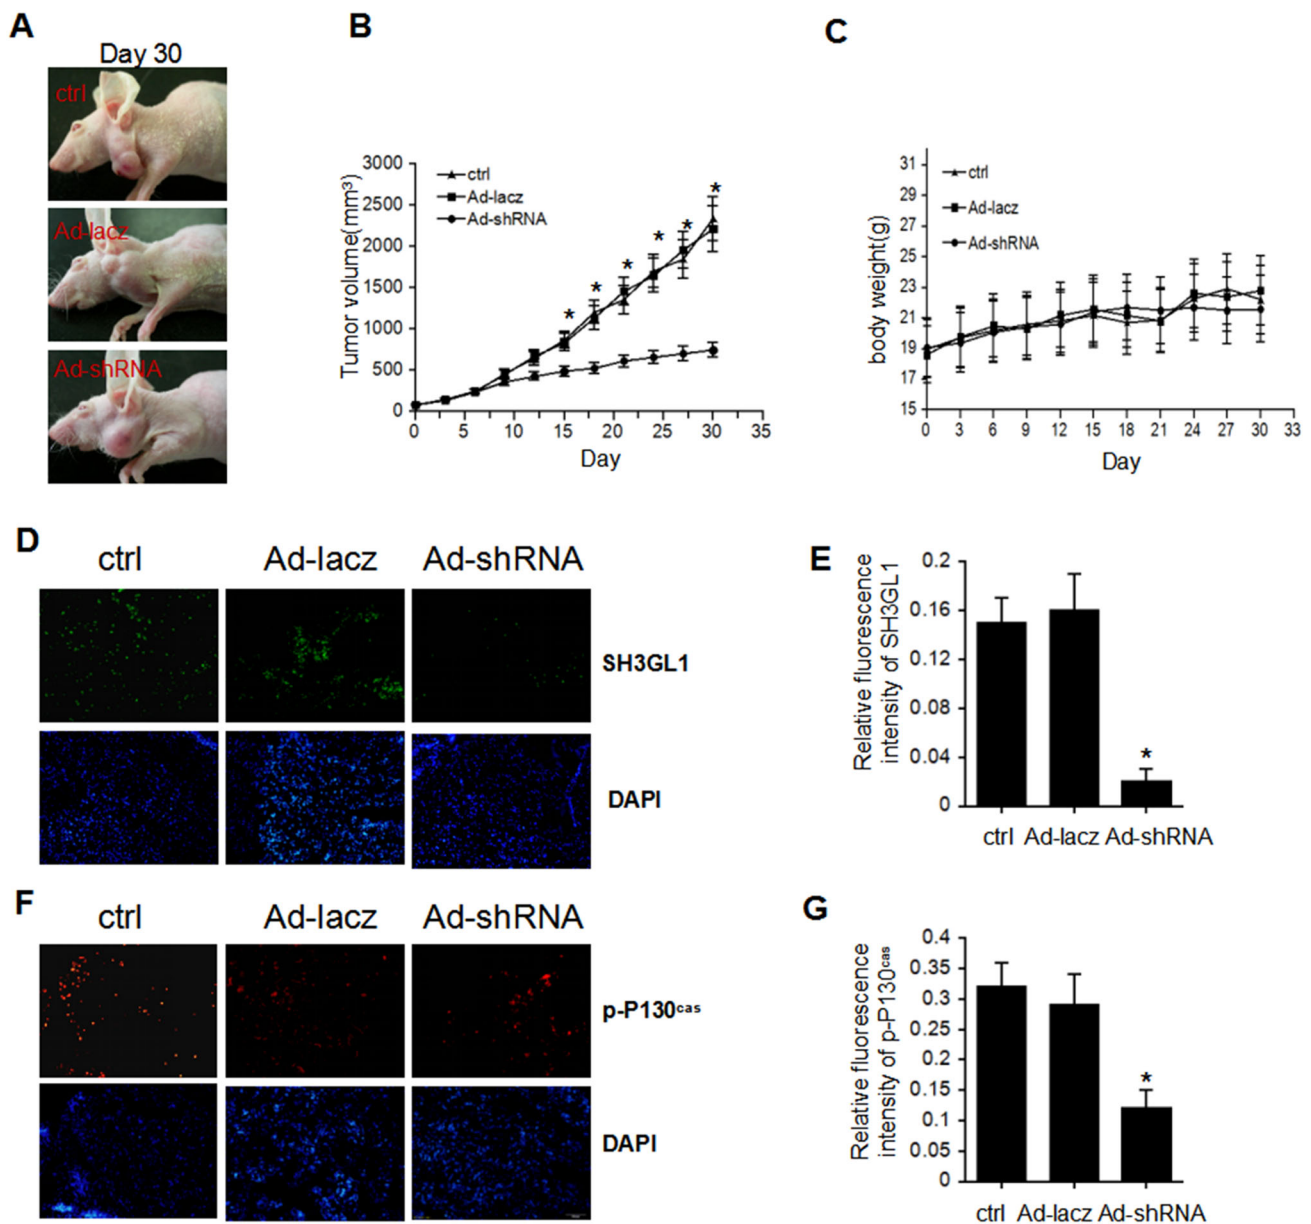 A
Day 30
ctrl
Ad-lacz
Ad-shRNA
B
Tumor volume(mm³)
3000
2500
2000
1500
1000
500
0
ctrl
Ad-lacz
Ad-shRNA
* * * * * *
0 5 10 15 20 25 30 35
Day
C
body weight(g)
31
29
27
25
23
21
19
17
15
ctrl
Ad-lacz
Ad-shRNA
0 3 6 9 12 15 18 21 24 27 30 33
Day
D
ctrl Ad-lacz Ad-shRNA
SH3GL1
DAPI
E
Relative fluorescence
intensity of SH3GL1
0.2
0.16
0.12
0.08
0.04
0
*
ctrl Ad-lacz Ad-shRNA
F
ctrl Ad-lacz Ad-shRNA
p-P130ᶜᵃˢ
DAPI
G
Relative fluorescence
intensity of p-P130ᶜᵃˢ
0.4
0.35
0.3
0.25
0.2
0.15
0.1
0.05
0
*
ctrl Ad-lacz Ad-shRNA